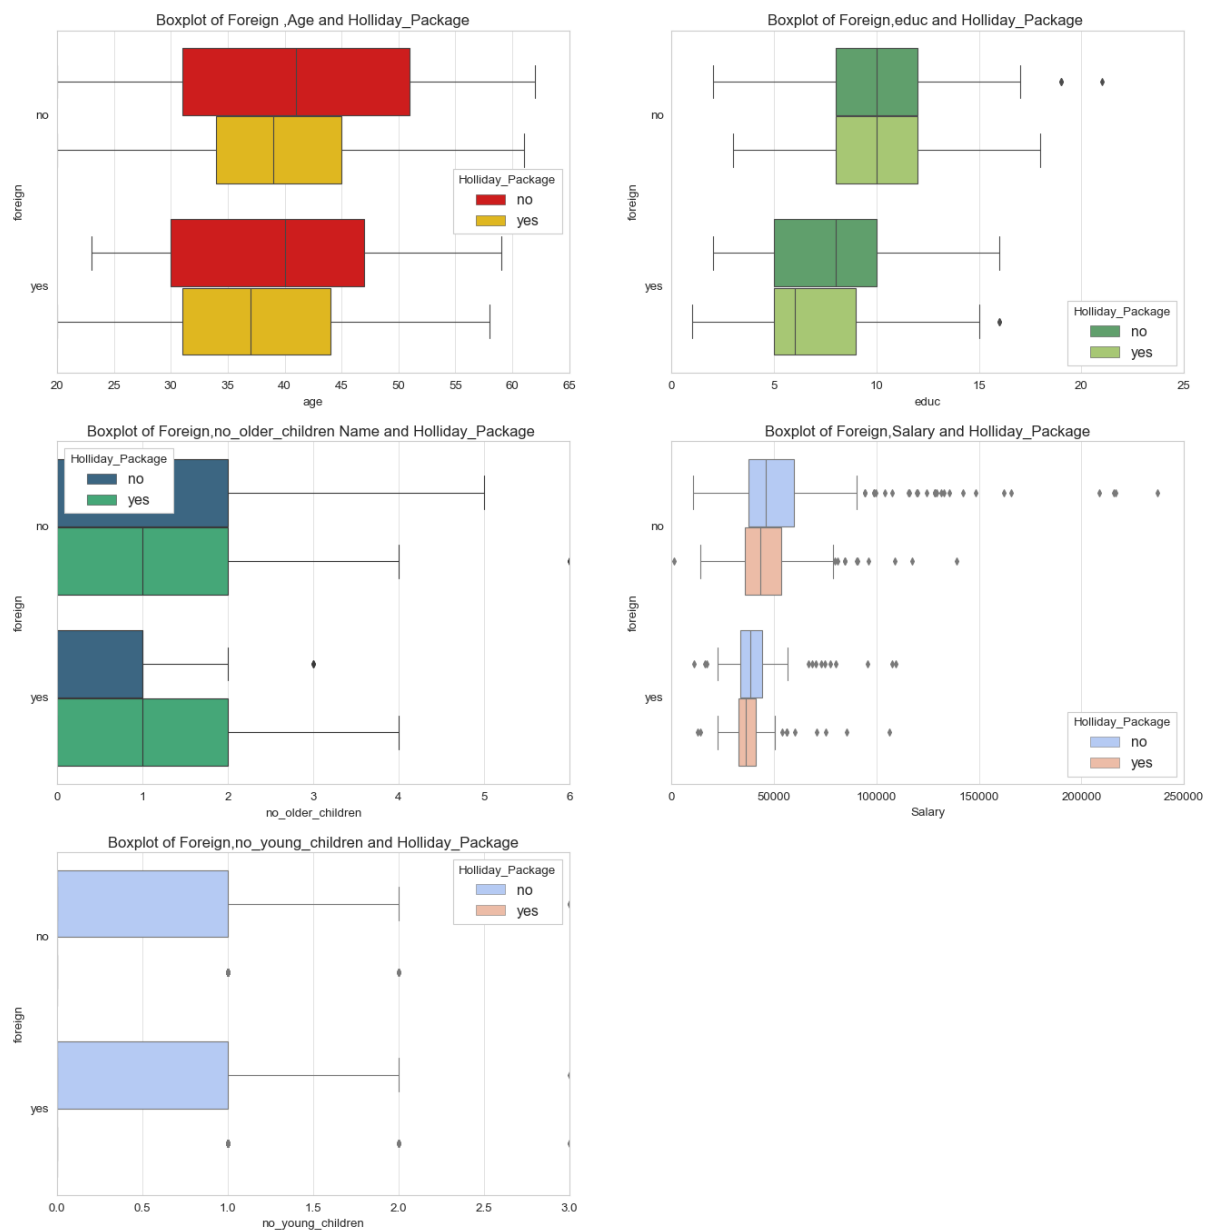 Boxplot of Foreign ,Age and Holliday_Package
no
foreign
yes
Holliday_Package
no
yes
20 25 30 35 40 45 50 55 60 65
age
Boxplot of Foreign,educ and Holliday_Package
no
foreign
yes
Holliday_Package
no
yes
0 5 10 15 20 25
educ
Boxplot of Foreign,no_older_children Name and Holliday_Package
Holliday_Package
no
yes
no
foreign
yes
0 1 2 3 4 5 6
no_older_children
Boxplot of Foreign,Salary and Holliday_Package
no
foreign
yes
Holliday_Package
no
yes
0 50000 100000 150000 200000 250000
Salary
Boxplot of Foreign,no_young_children and Holliday_Package
Holliday_Package
no
yes
no
foreign
yes
0.0 0.5 1.0 1.5 2.0 2.5 3.0
no_young_children